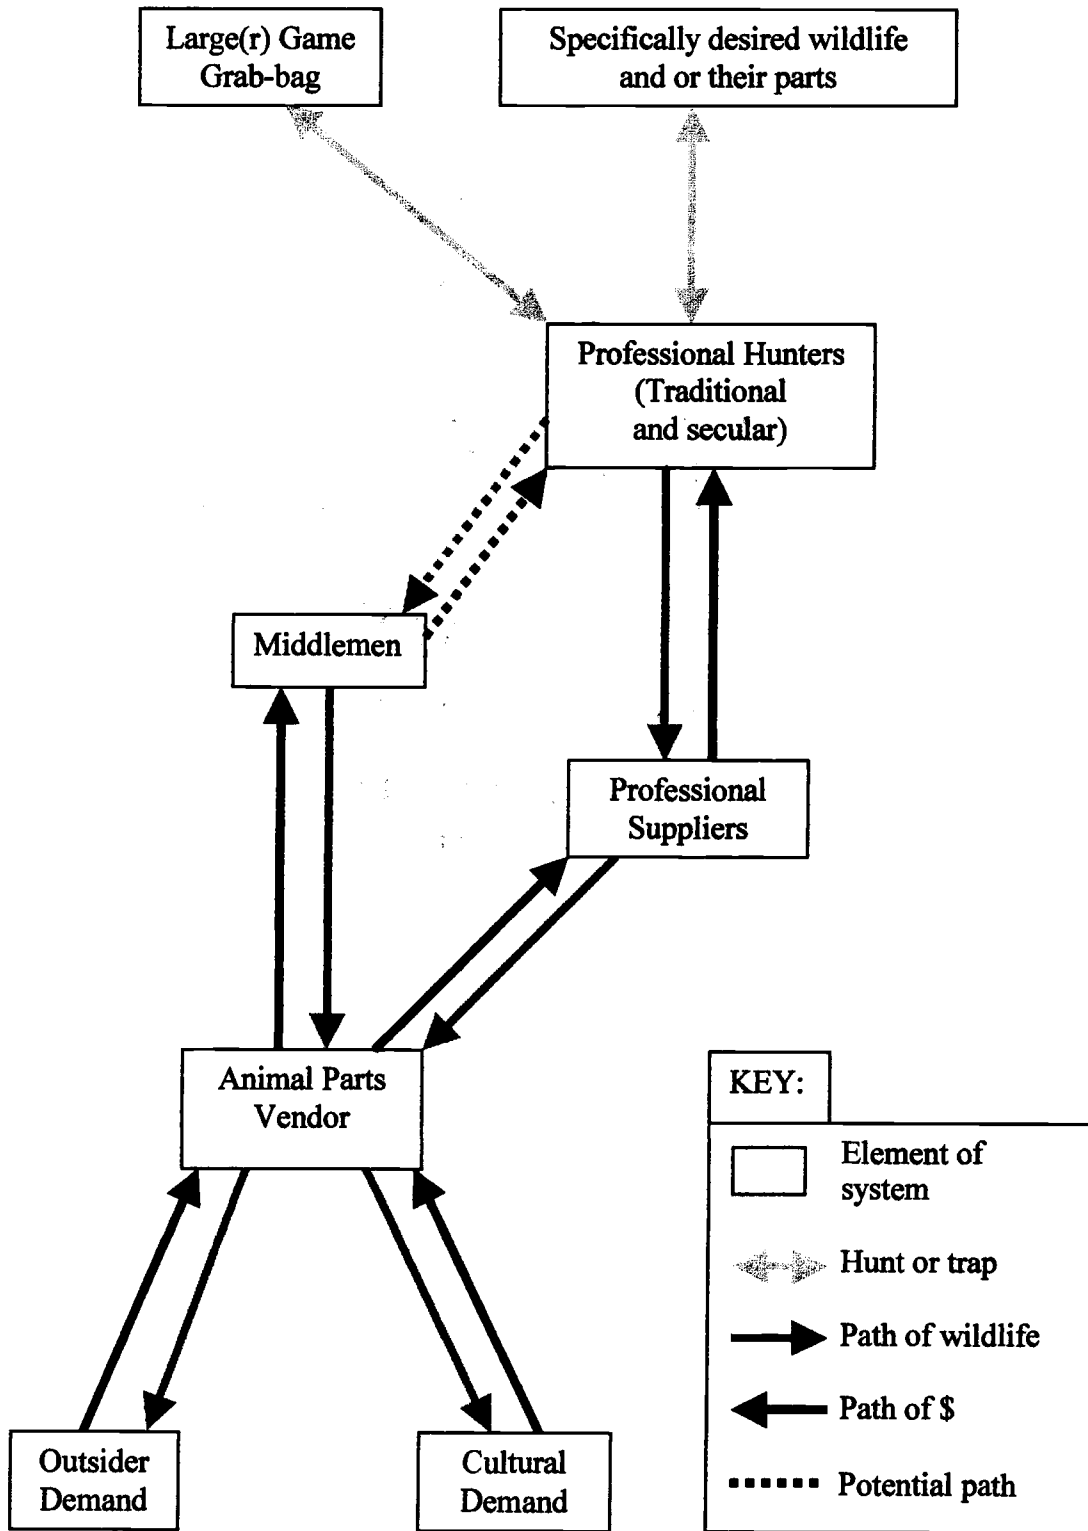 Large(r) Game
Grab-bag
Specifically desired wildlife
and or their parts
Professional Hunters
(Traditional
and secular)
Middlemen
Professional
Suppliers
Animal Parts
Vendor
Outsider
Demand
Cultural
Demand
KEY:
Element of
system
Hunt or trap
Path of wildlife
Path of $
Potential path